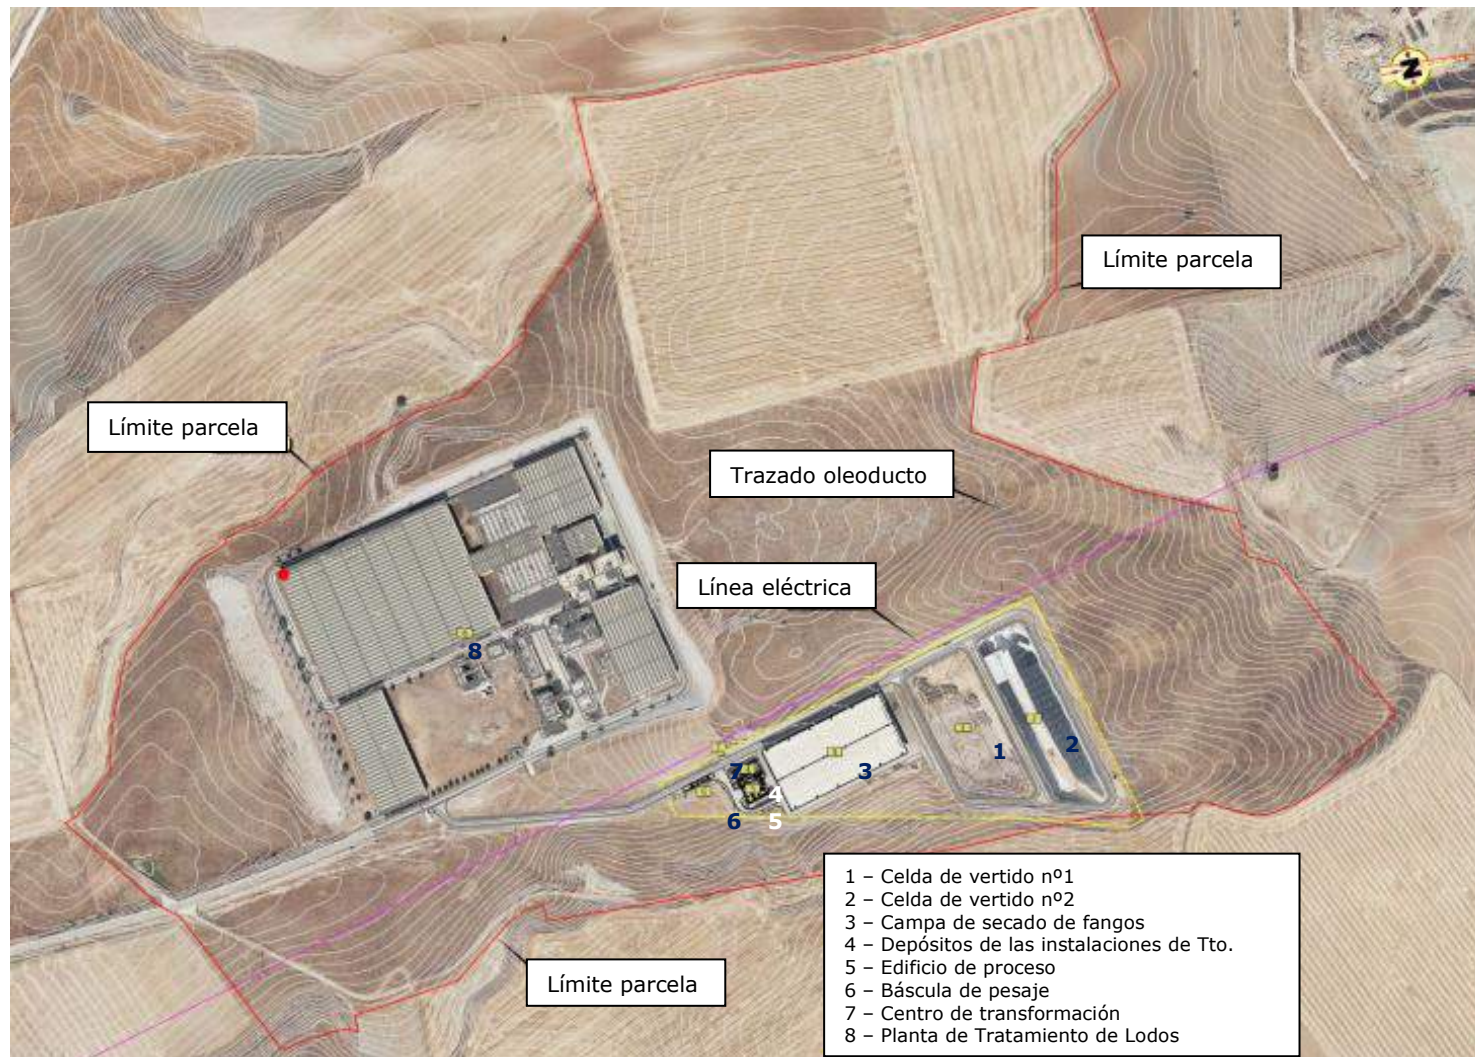 N
Límite parcela
Límite parcela
Trazado oleoducto
Línea eléctrica
8
1
2
3
7
4
6
5
1 – Celda de vertido nº1
2 – Celda de vertido nº2
3 – Campa de secado de fangos
4 – Depósitos de las instalaciones de Tto.
5 – Edificio de proceso
6 – Báscula de pesaje
7 – Centro de transformación
8 – Planta de Tratamiento de Lodos
Límite parcela